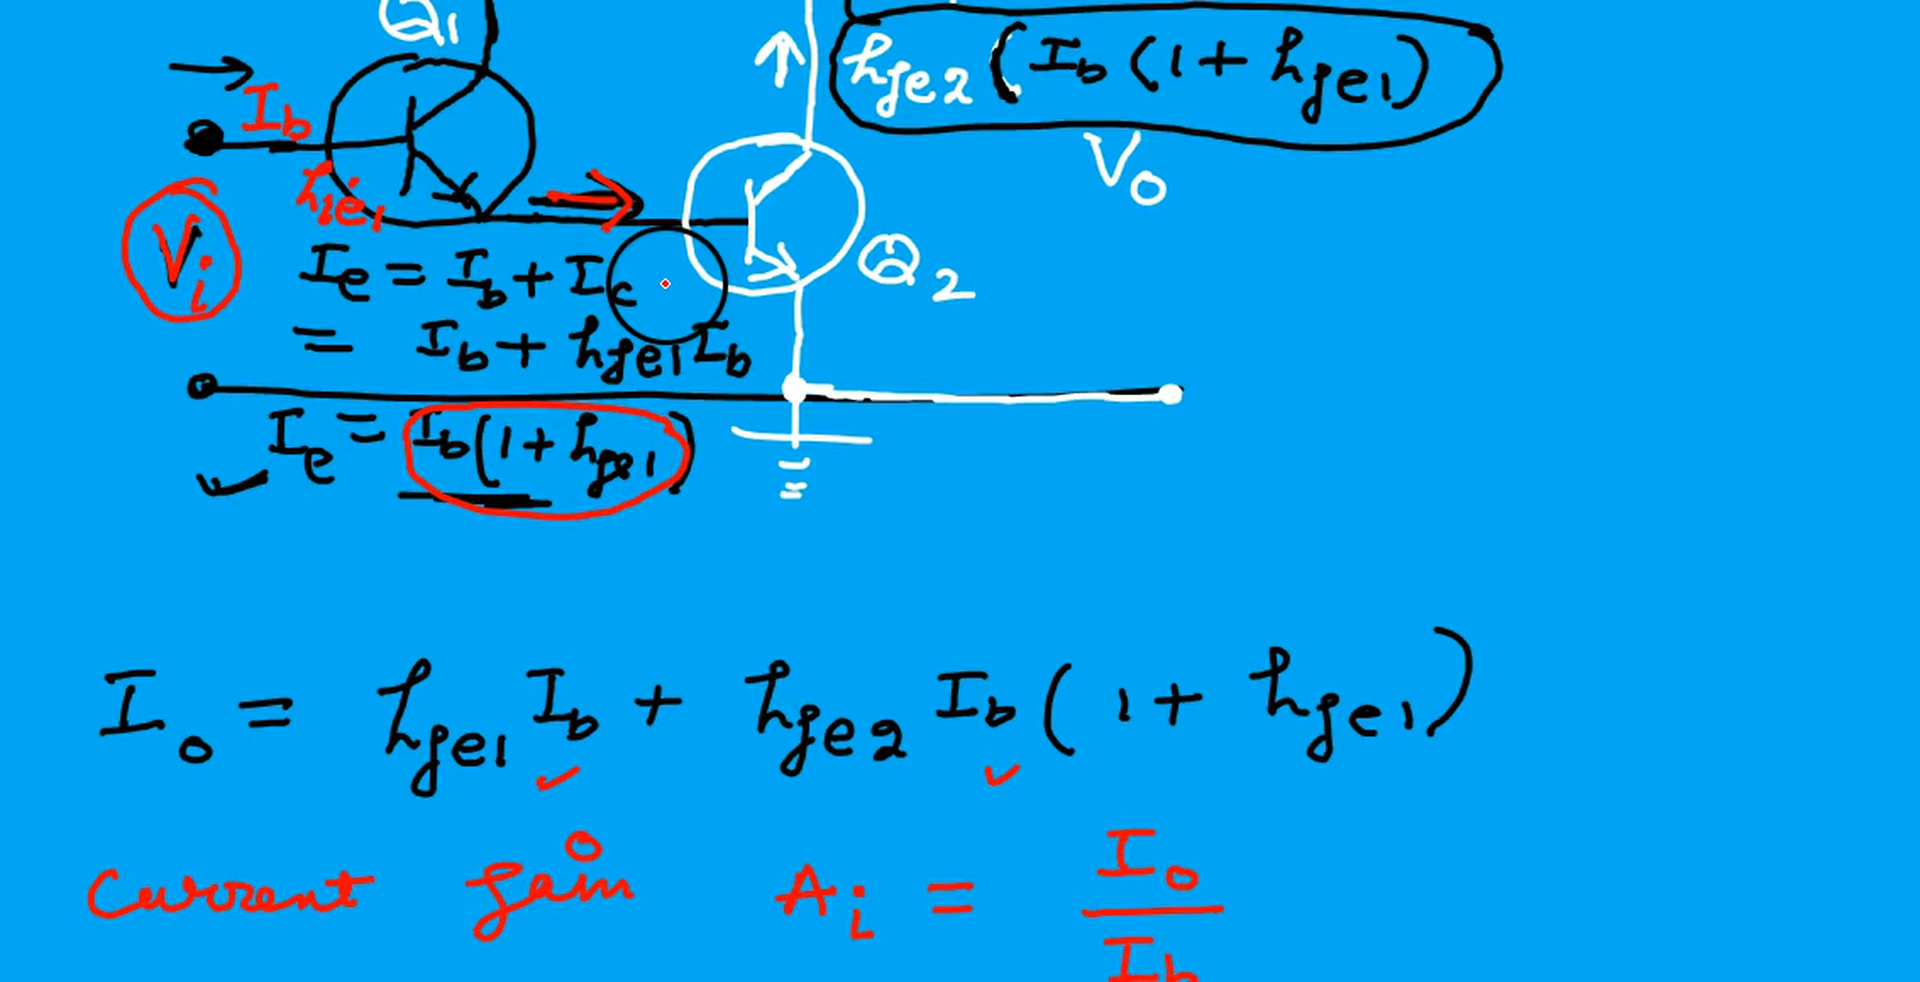 Q1
hfe2 (Ib (1 + hfe1)
Ib
Vo
hie1
Vi
Ie = Ib + Ic
Q2
= Ib + hfe1 Ib
Ie = Ib(1 + hfe1)
Io = hfe1 Ib + hfe2 Ib (1 + hfe1)
Current gain Ai = Io
Ib